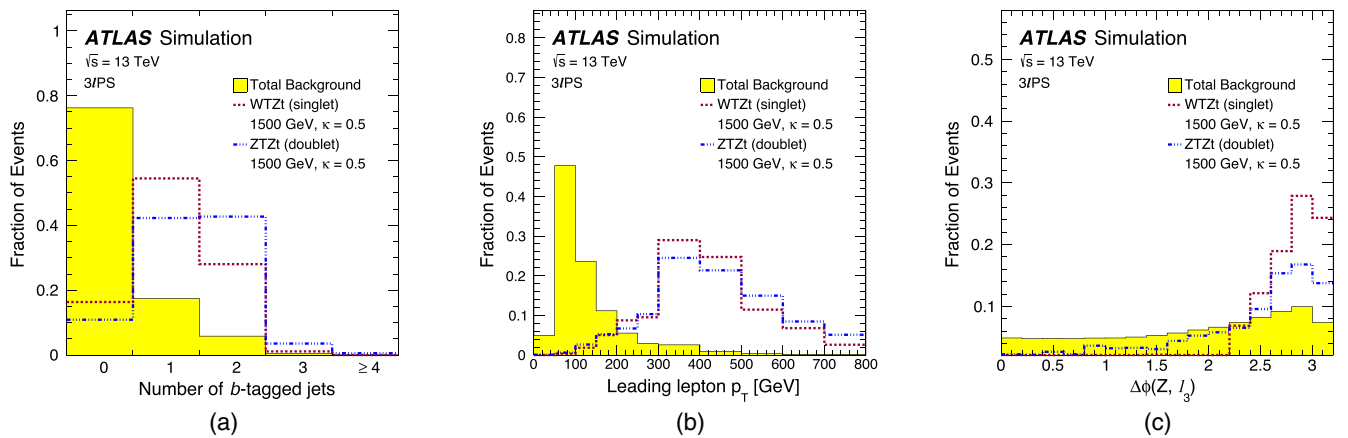 ATLAS Simulation
√s = 13 TeV
3lPS
Total Background
WTZt (singlet)
1500 GeV, κ = 0.5
ZTZt (doublet)
1500 GeV, κ = 0.5
Fraction of Events
1
0.8
0.6
0.4
0.2
0
0 1 2 3 ≥ 4
Number of b-tagged jets
(a)
ATLAS Simulation
√s = 13 TeV
3lPS
Total Background
WTZt (singlet)
1500 GeV, κ = 0.5
ZTZt (doublet)
1500 GeV, κ = 0.5
Fraction of Events
0.8
0.7
0.6
0.5
0.4
0.3
0.2
0.1
0
0 100 200 300 400 500 600 700 800
Leading lepton pT [GeV]
(b)
ATLAS Simulation
√s = 13 TeV
3lPS
Total Background
WTZt (singlet)
1500 GeV, κ = 0.5
ZTZt (doublet)
1500 GeV, κ = 0.5
Fraction of Events
0.5
0.4
0.3
0.2
0.1
0 0.5 1 1.5 2 2.5 3
Δϕ(Z, l3)
(c)